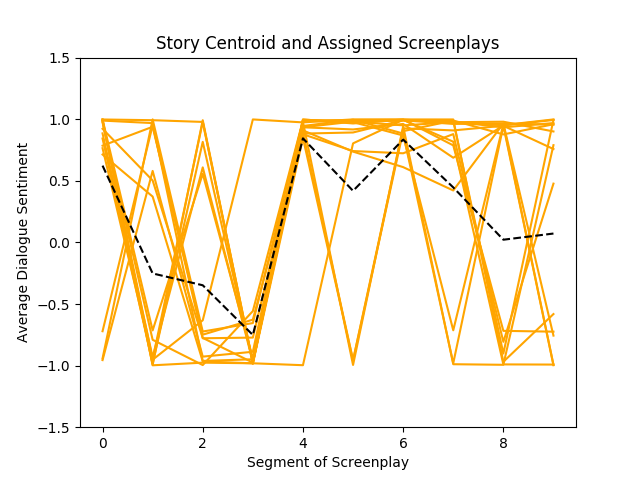 Story Centroid and Assigned Screenplays
1.5
1.0
0.5
0.0
−0.5
−1.0
−1.5
Average Dialogue Sentiment
0 2 4 6 8
Segment of Screenplay